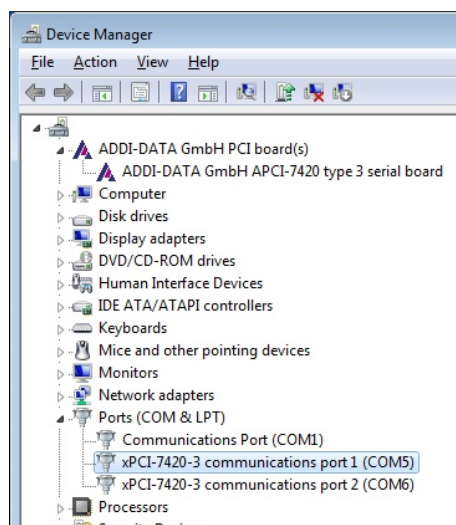 Device Manager
File Action View Help
ADDI-DATA GmbH PCI board(s)
ADDI-DATA GmbH APCI-7420 type 3 serial board
Computer
Disk drives
Display adapters
DVD/CD-ROM drives
Human Interface Devices
IDE ATA/ATAPI controllers
Keyboards
Mice and other pointing devices
Monitors
Network adapters
Ports (COM & LPT)
Communications Port (COM1)
xPCI-7420-3 communications port 1 (COM5)
xPCI-7420-3 communications port 2 (COM6)
Processors